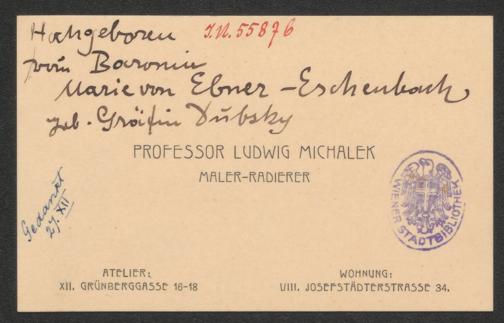 Hochgeboren
J.N. 55876
Frau Baronin
Marie von Ebner-Eschenbach
geb. Gräfin Dubsky
PROFESSOR LUDWIG MICHALEK
MALER-RADIERER
Gedankt
27. XII
WIENER STADTBIBLIOTHEK
ATELIER:
XII. GRÜNBERGGASSE 16-18
WOHNUNG:
VIII. JOSEFSTÄDTERSTRASSE 34.